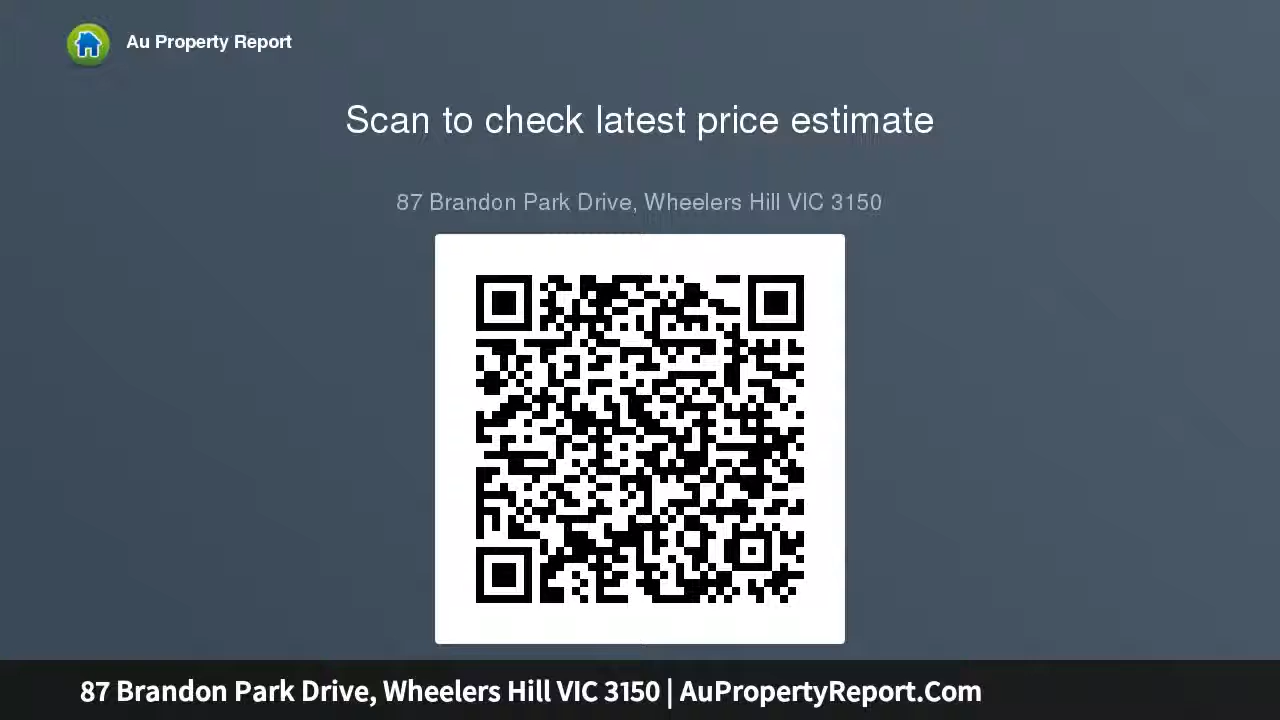 Au Property Report
Scan to check latest price estimate
87 Brandon Park Drive, Wheelers Hill VIC 3150
87 Brandon Park Drive, Wheelers Hill VIC 3150 | AuPropertyReport.Com